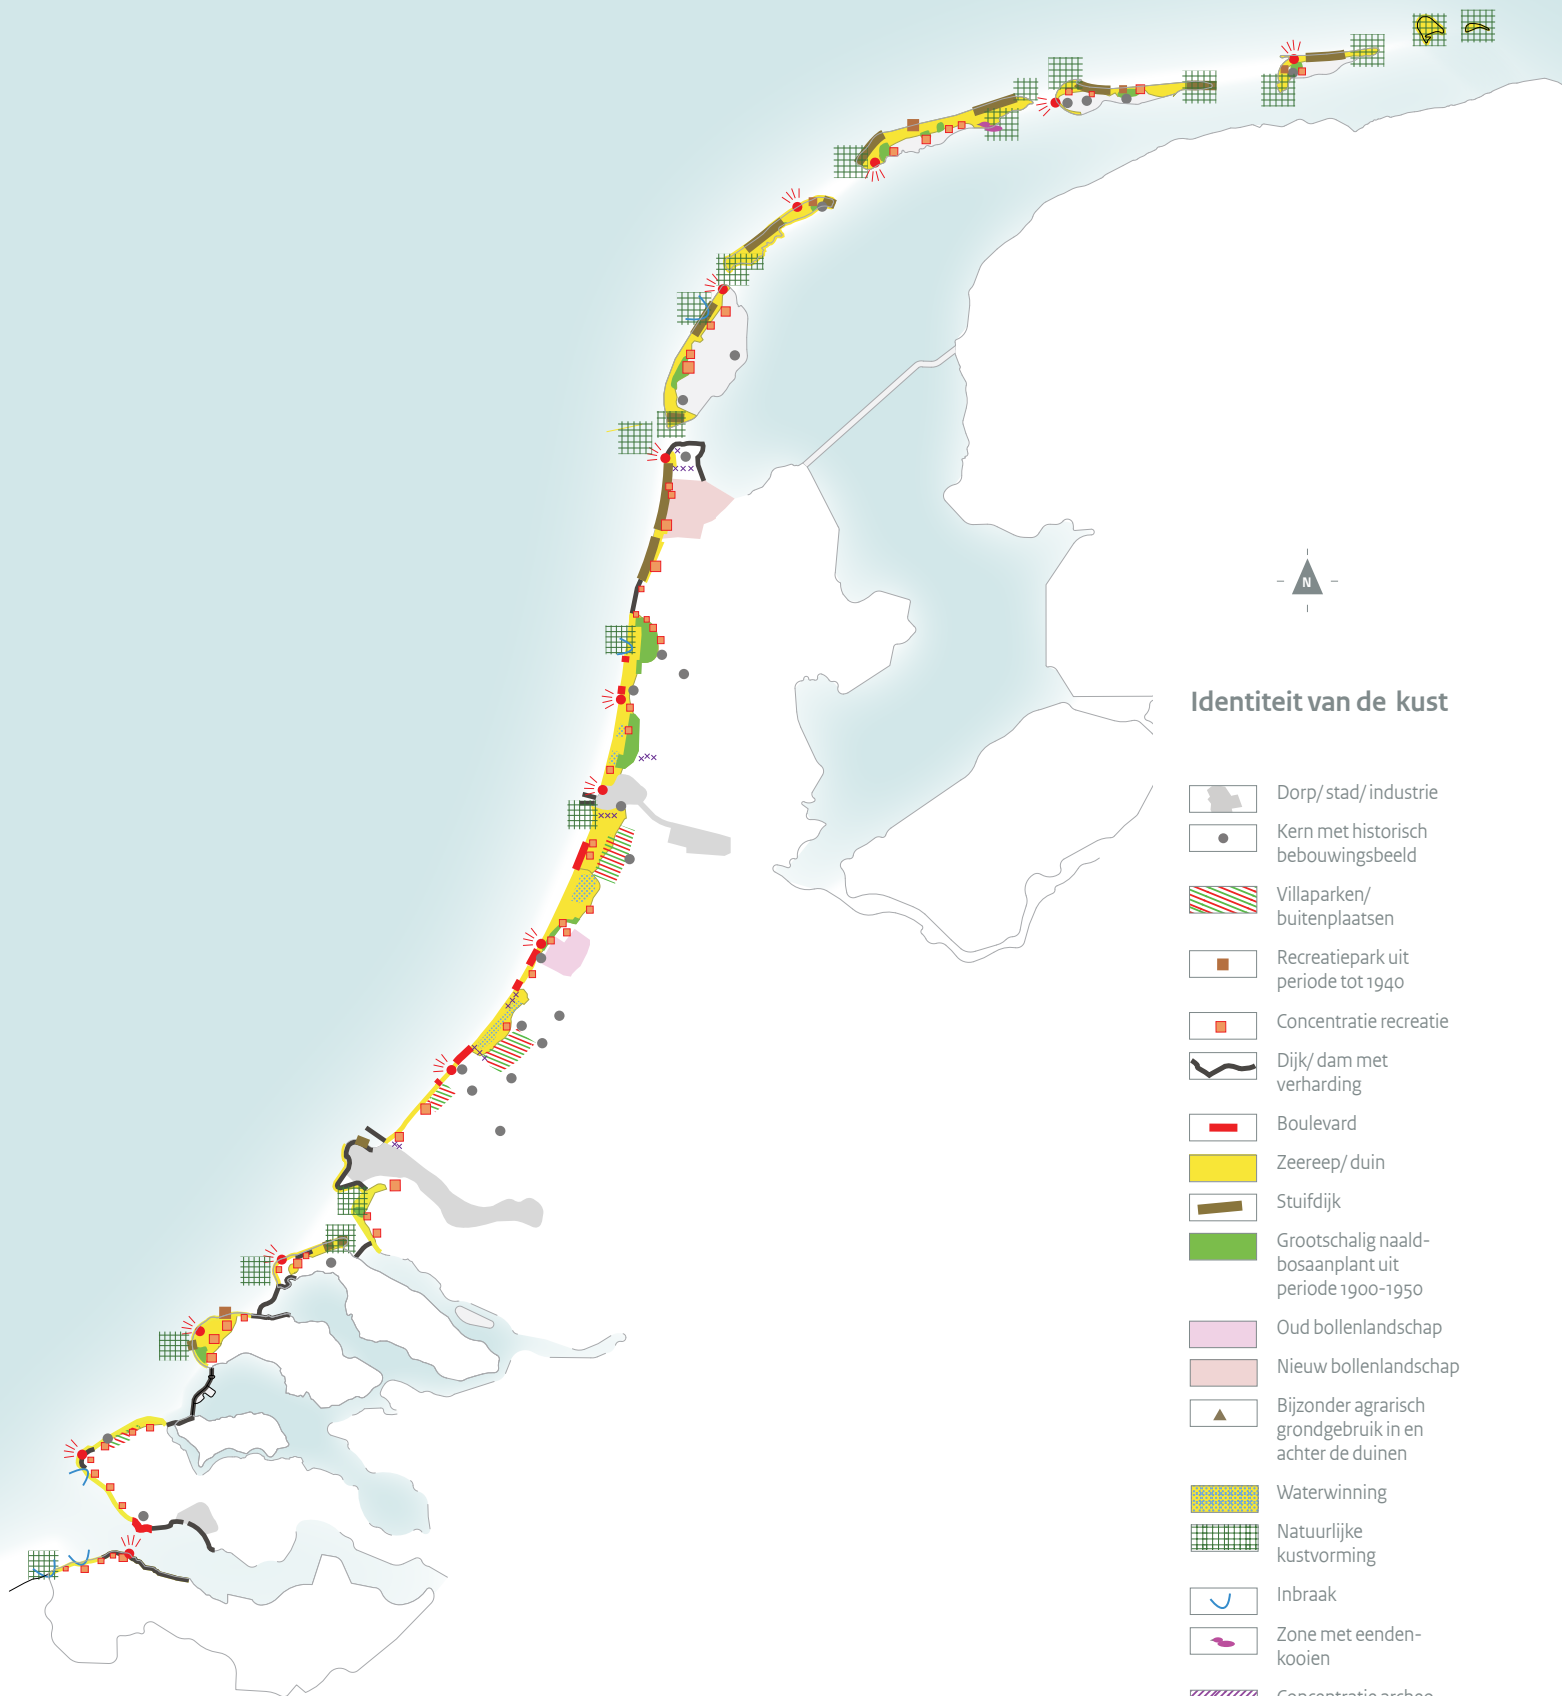 N
Identiteit van de kust
Dorp/ stad/ industrie
Kern met historisch
bebouwingsbeeld
Villaparken/
buitenplaatsen
Recreatiepark uit
periode tot 1940
Concentratie recreatie
Dijk/ dam met
verharding
Boulevard
Zeereep/ duin
Stuifdijk
Grootschalig naald-
bosaanplant uit
periode 1900-1950
Oud bollenlandschap
Nieuw bollenlandschap
Bijzonder agrarisch
grondgebruik in en
achter de duinen
Waterwinning
Natuurlijke
kustvorming
Inbraak
Zone met eenden-
kooien
Concentratie archeo-